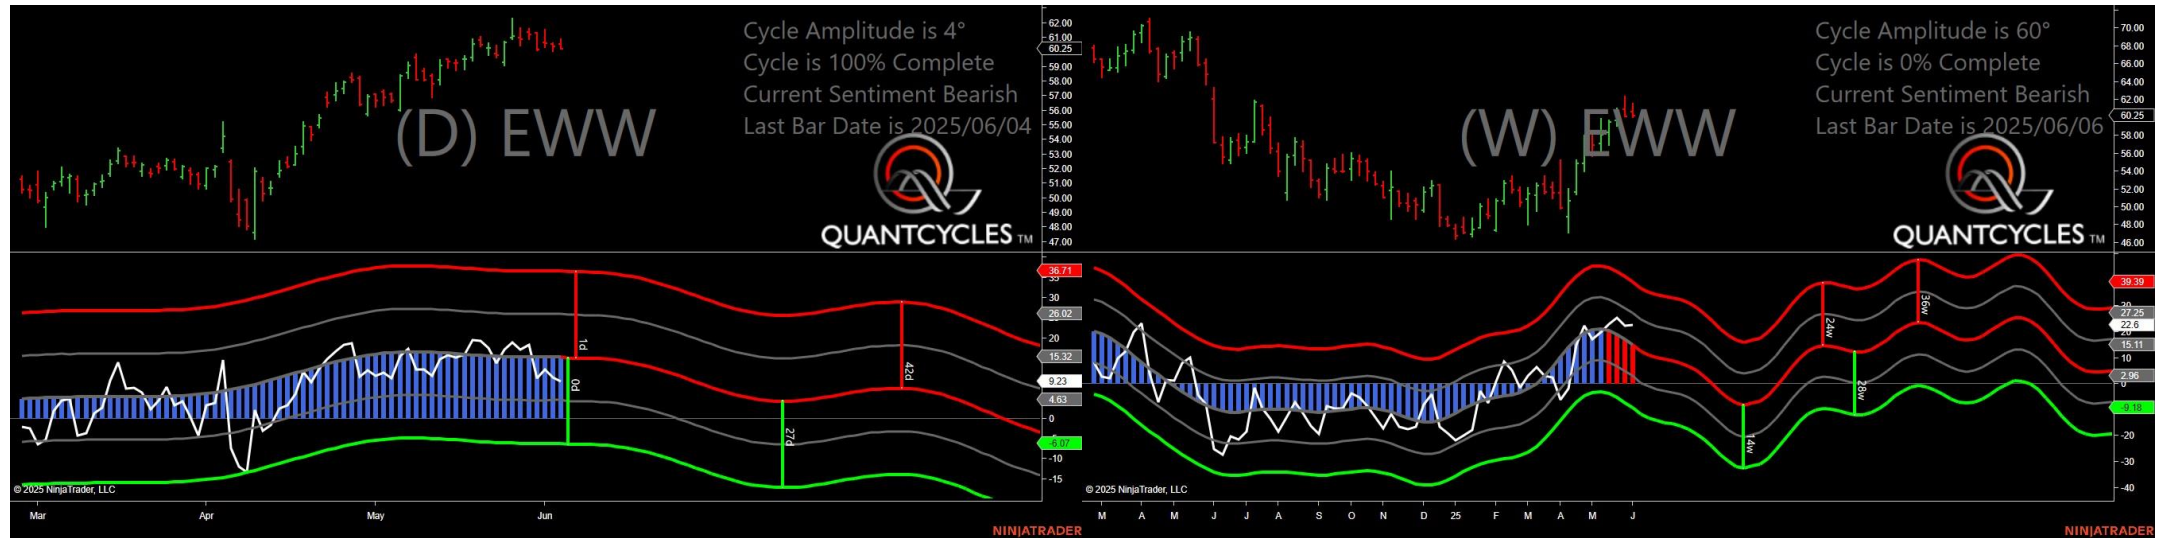 Cycle Amplitude is 4°
Cycle is 100% Complete
Current Sentiment Bearish
Last Bar Date is 2025/06/04
(D) EWW
QUANTCYCLES TM
62.00
61.00
60.25
59.00
58.00
57.00
56.00
55.00
54.00
53.00
52.00
51.00
50.00
49.00
48.00
47.00
36.71
30
26.02
20
15.32
9.23
4.63
0
-6.07
-10
-15
1d
0d
27d
42d
© 2025 NinjaTrader, LLC
Mar Apr May Jun
NINJATRADER
Cycle Amplitude is 60°
Cycle is 0% Complete
Current Sentiment Bearish
Last Bar Date is 2025/06/06
(W) EWW
QUANTCYCLES TM
70.00
68.00
66.00
64.00
62.00
60.25
58.00
56.00
54.00
52.00
50.00
48.00
46.00
39.39
27.25
22.6
15.11
10
2.96
-9.18
-20
-30
-40
14w
24w
28w
36w
© 2025 NinjaTrader, LLC
M A M J J A S O N D 25 F M A M J
NINJATRADER